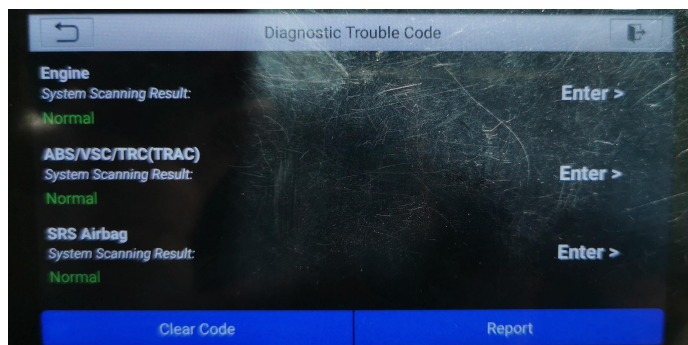 Diagnostic Trouble Code
Engine
System Scanning Result:
Enter >
Normal
ABS/VSC/TRC(TRAC)
System Scanning Result:
Enter >
Normal
SRS Airbag
System Scanning Result:
Enter >
Normal
Clear Code
Report